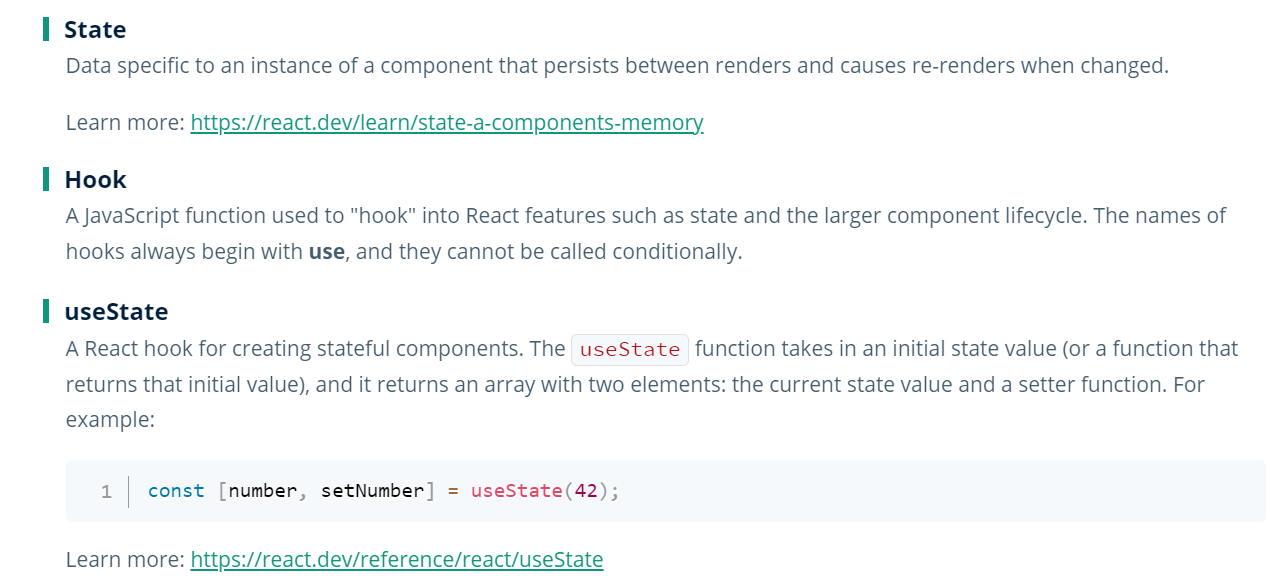 State
Data specific to an instance of a component that persists between renders and causes re-renders when changed.
Learn more: https://react.dev/learn/state-a-components-memory
Hook
A JavaScript function used to "hook" into React features such as state and the larger component lifecycle. The names of
hooks always begin with use, and they cannot be called conditionally.
useState
A React hook for creating stateful components. The useState function takes in an initial state value (or a function that
returns that initial value), and it returns an array with two elements: the current state value and a setter function. For
example:
1 const [number, setNumber] = useState(42);
Learn more: https://react.dev/reference/react/useState